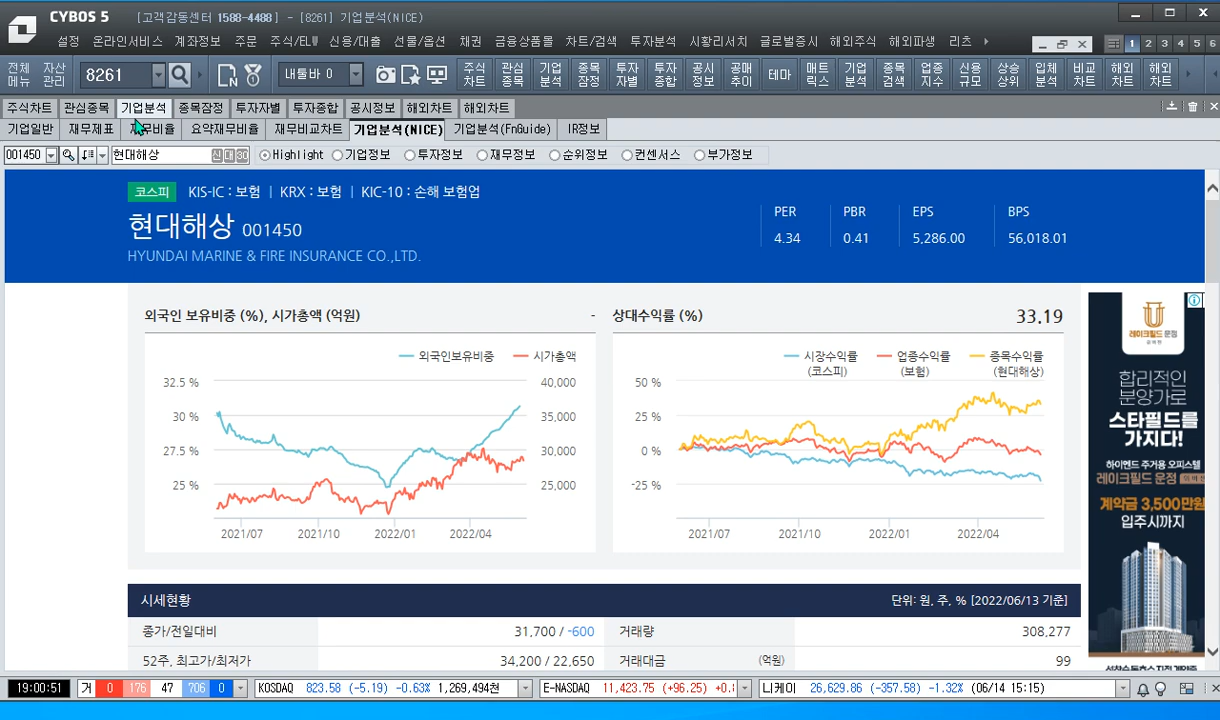 CYBOS 5 [고객감동센터 1588-4488] - [8261] 기업분석(NICE)
설정 온라인서비스 계좌정보 주문 주식/ELW 신용/대출 선물/옵션 채권 금융상품몰 차트/검색 투자분석 시황리서치 글로벌증시 해외주식 해외파생 리츠
1 2 3 4 5 6
전체메뉴 자산관리 8261 내툴바 0 주식차트 관심종목 기업분석 종목잠정 투자자별 투자종합 공시정보 공매추이 테마 매트릭스 기업분석 종목검색 업종지수 신용규모 상승상위 입체분석 비교차트 해외차트 해외차트
주식차트 관심종목 기업분석 종목잠정 투자자별 투자종합 공시정보 해외차트 해외차트
기업일반 재무제표 재무비율 요약재무비율 재무비교차트 기업분석(NICE) 기업분석(FnGuide) IR정보
001450 현대해상 신 대 30 Highlight 기업정보 투자정보 재무정보 순위정보 컨센서스 부가정보
코스피 KIS-IC : 보험 | KRX : 보험 | KIC-10 : 손해 보험업
현대해상 001450
HYUNDAI MARINE & FIRE INSURANCE CO.,LTD.
PER PBR EPS BPS
4.34 0.41 5,286.00 56,018.01
외국인 보유비중 (%), 시가총액 (억원) -
외국인보유비중 시가총액
32.5 % 40,000
30 % 35,000
27.5 % 30,000
25 % 25,000
2021/07 2021/10 2022/01 2022/04
상대수익률 (%) 33.19
시장수익률 (코스피) 업종수익률 (보험) 종목수익률 (현대해상)
50 %
25 %
0 %
-25 %
2021/07 2021/10 2022/01 2022/04
레이크필드 운정
합리적인
분양가로
스타필드를
가지다!
하이엔드 주거용 오피스텔
레이크필드 운정
계약금 3,500만원
입주시까지
시세현황 단위: 원, 주, % [2022/06/13 기준]
종가/전일대비 31,700 / -600 거래량 308,277
52주. 최고가/최저가 34,200 / 22,650 거래대금 (억원) 99
19:00:51 거 0 176 47 706 0 KOSDAQ 823.58 (-5.19) -0.63% 1,269,494천 E-NASDAQ 11,423.75 (+96.25) 니케이 26,629.86 (-357.58) -1.32% (06/14 15:15)